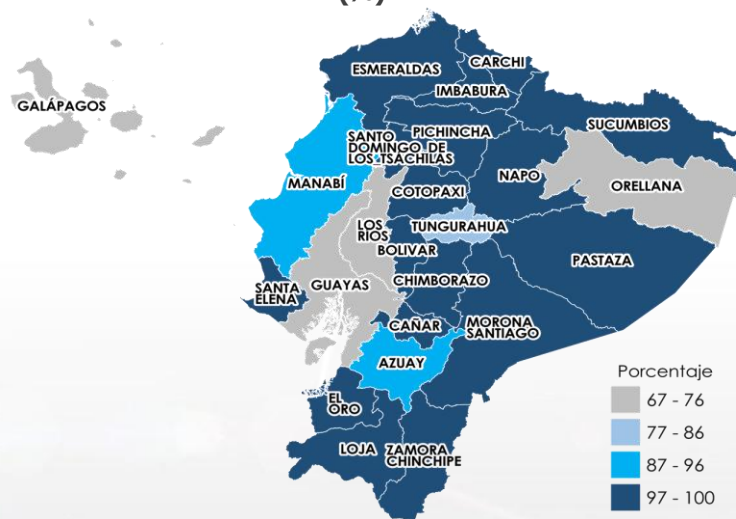 (%)
GALÁPAGOS
ESMERALDAS
CARCHI
IMBABURA
SUCUMBIOS
SANTO
DOMINGO DE
LOS TSACHILAS
PICHINCHA
MANABÍ
COTOPAXI
NAPO
ORELLANA
LOS
RIOS
TUNGURAHUA
BOLIVAR
PASTAZA
SANTA
ELENA
GUAYAS
CHIMBORAZO
CAÑAR
MORONA
SANTIAGO
AZUAY
EL
ORO
LOJA
ZAMORA
CHINCHIPE
Porcentaje
67 - 76
77 - 86
87 - 96
97 - 100